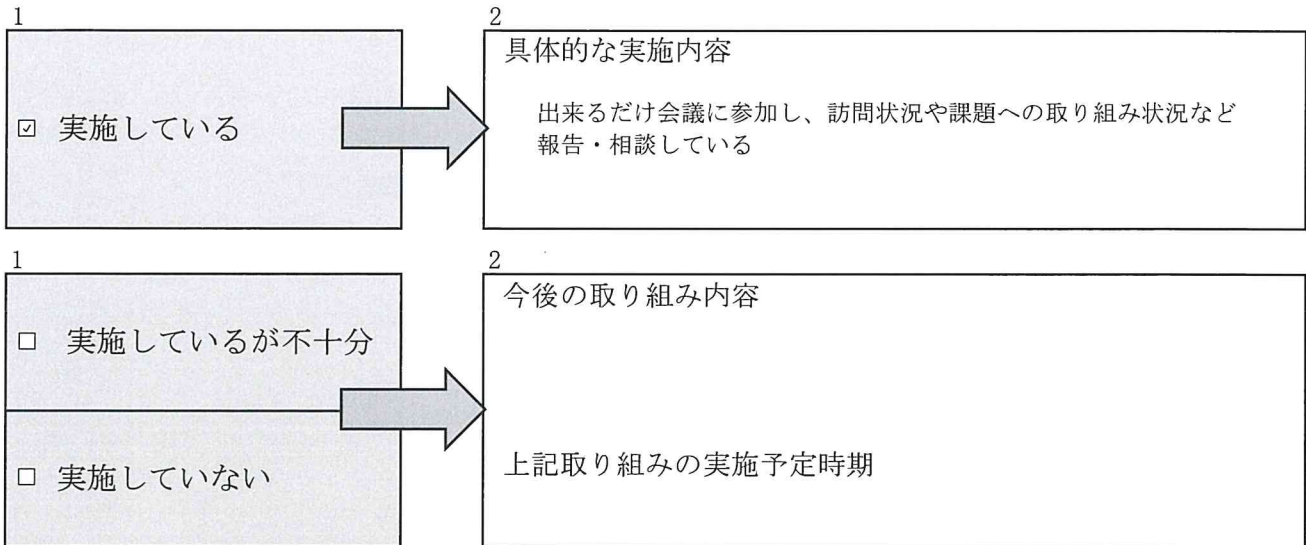 1
2
☑ 実施している
具体的な実施内容
出来るだけ会議に参加し、訪問状況や課題への取り組み状況など
報告・相談している
1
2
□ 実施しているが不十分
□ 実施していない
今後の取り組み内容
上記取り組みの実施予定時期